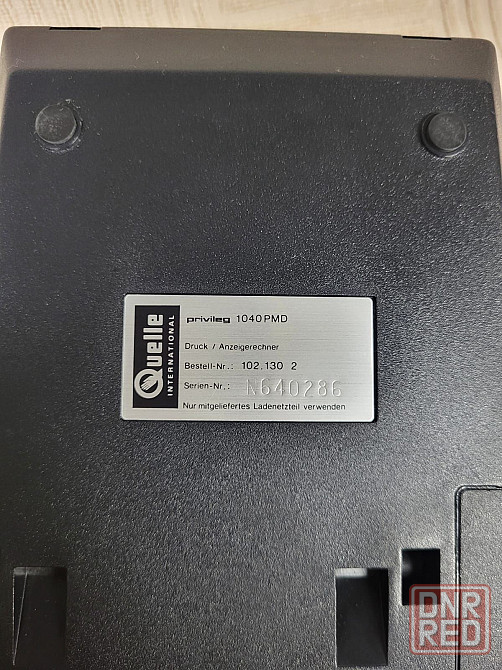 Quelle
INTERNATIONAL
privileg 1040 PMD
Druck / Anzeigerechner
Bestell-Nr.: 102.130 2
Serien-Nr.: N640286
Nur mitgeliefertes Ladenetzteil verwenden
DNR
RED